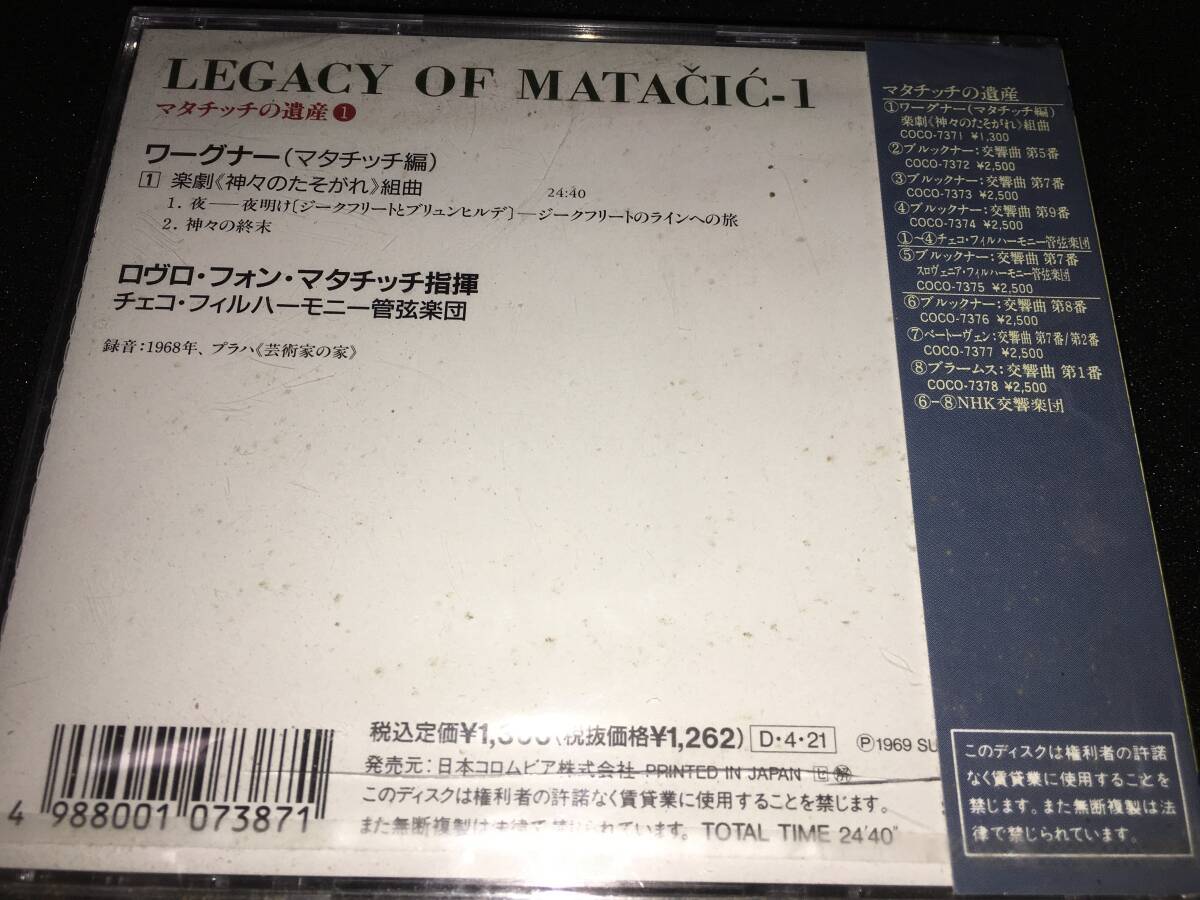 LEGACY OF MATAČIĆ-1
マタチッチの遺産❶
ワーグナー(マタチッチ編)
1 楽劇《神々のたそがれ》組曲 24:40
1. 夜――夜明け〔ジークフリートとブリュンヒルデ〕―ジークフリートのラインへの旅
2. 神々の終末
ロヴロ・フォン・マタチッチ指揮
チェコ・フィルハーモニー管弦楽団
録音:1968年、プラハ《芸術家の家》
4 988001 073871
税込定価¥1,300(税抜価格¥1,262) D・4・21 Ⓟ1969 SU
発売元:日本コロムビア株式会社 PRINTED IN JAPAN
このディスクは権利者の許諾なく賃貸業に使用することを禁じます。
また無断複製は法律で禁じられています。 TOTAL TIME 24'40"
マタチッチの遺産
①ワーグナー(マタチッチ編)
楽劇《神々のたそがれ》組曲
COCO-7371 ¥1,300
②ブルックナー:交響曲 第5番
COCO-7372 ¥2,500
③ブルックナー:交響曲 第7番
COCO-7373 ¥2,500
④ブルックナー:交響曲 第9番
COCO-7374 ¥2,500
①~④チェコ・フィルハーモニー管弦楽団
⑤ブルックナー:交響曲 第7番
スロヴェニア・フィルハーモニー管弦楽団
COCO-7375 ¥2,500
⑥ブルックナー:交響曲 第8番
COCO-7376 ¥2,500
⑦ベートーヴェン:交響曲 第7番/第2番
COCO-7377 ¥2,500
⑧ブラームス:交響曲 第1番
COCO-7378 ¥2,500
⑥-⑧NHK交響楽団
このディスクは権利者の許諾
なく賃貸業に使用することを
禁じます。また無断複製は法
律で禁じられています。